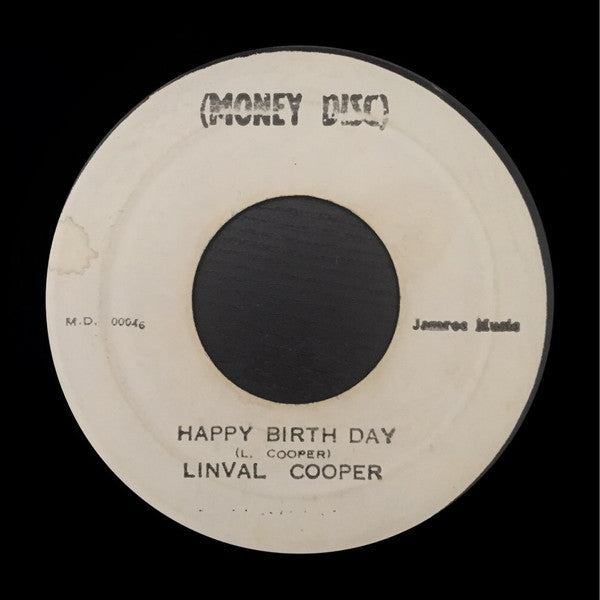 (MONEY DISC)
M.D. 00046
Jamrec Music
HAPPY BIRTH DAY
(L. COOPER)
LINVAL COOPER